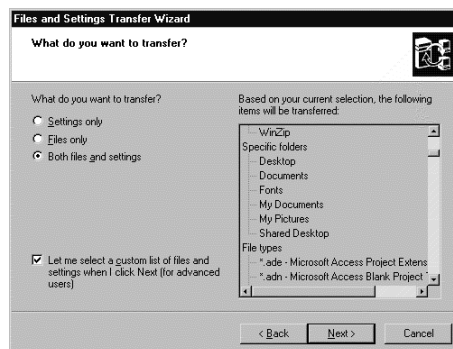 Files and Settings Transfer Wizard
What do you want to transfer?
What do you want to transfer?
Settings only
Files only
Both files and settings
Let me select a custom list of files and
settings when I click Next (for advanced
users)
Based on your current selection, the following
items will be transferred:
WinZip
Specific folders
Desktop
Documents
Fonts
My Documents
My Pictures
Shared Desktop
File types
*.ade - Microsoft Access Project Extens
*.adn - Microsoft Access Blank Project
< Back
Next >
Cancel